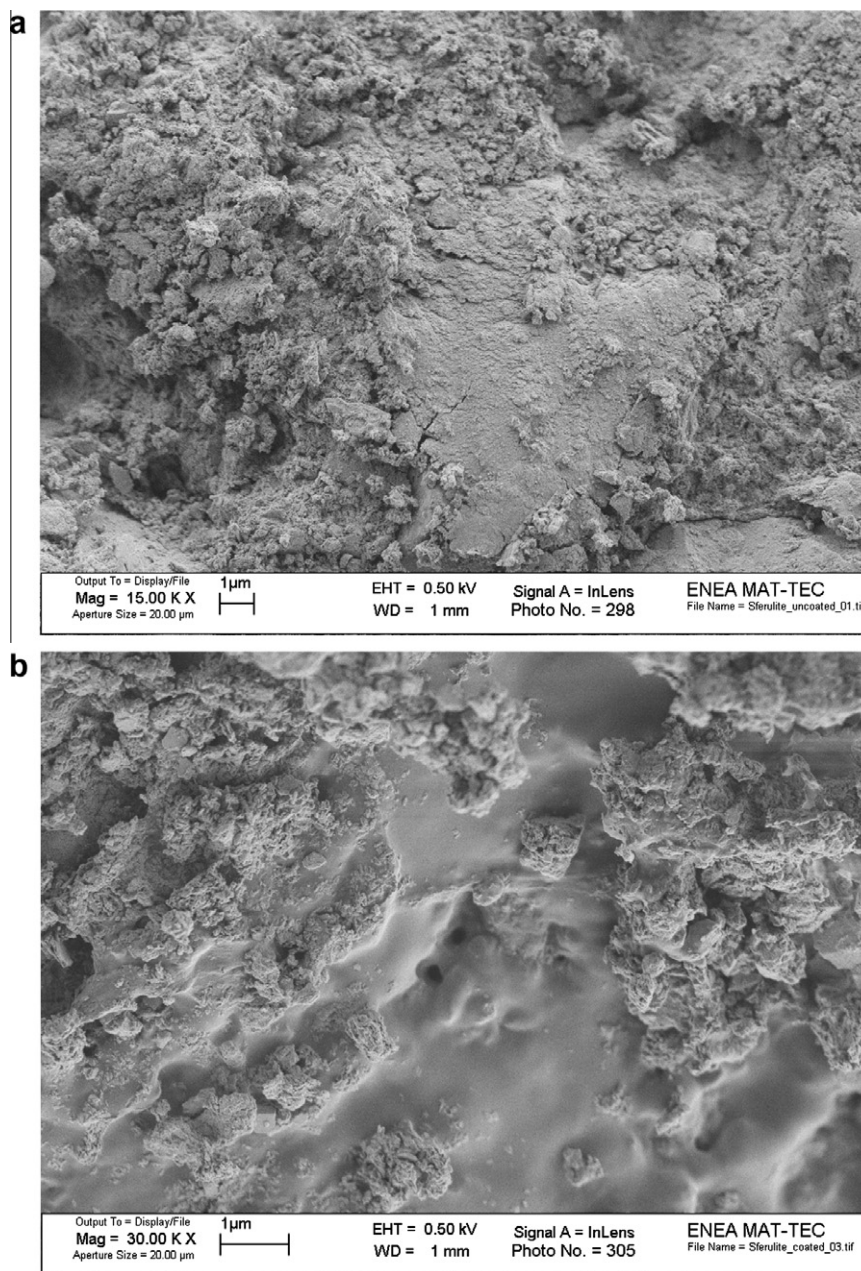 a
Output To = Display/File
Mag = 15.00 K X
Aperture Size = 20.00 µm
1µm
EHT = 0.50 kV
WD = 1 mm
Signal A = InLens
Photo No. = 298
ENEA MAT-TEC
File Name = Sferulite_uncoated_01.ti
b
Output To = Display/File
Mag = 30.00 K X
Aperture Size = 20.00 µm
1µm
EHT = 0.50 kV
WD = 1 mm
Signal A = InLens
Photo No. = 305
ENEA MAT-TEC
File Name = Sferulite_coated_03.tif